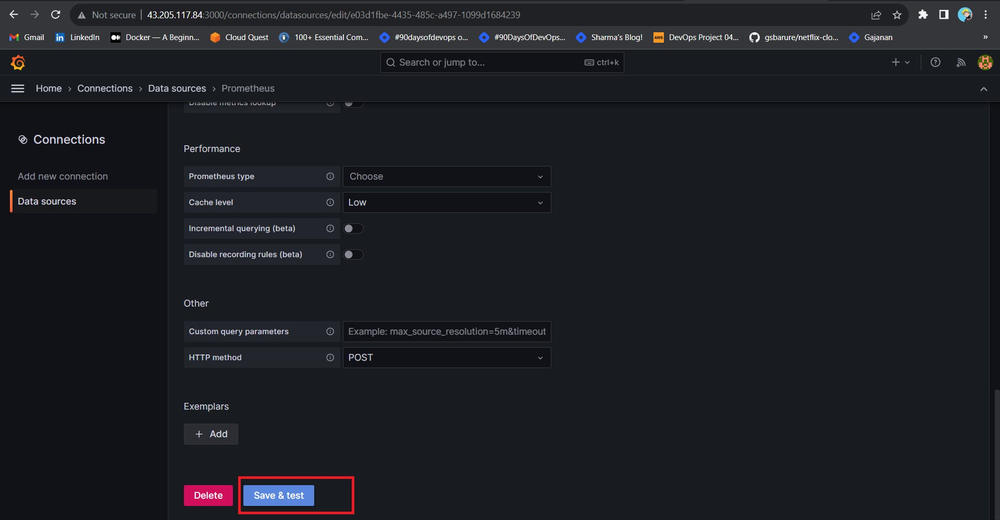 Not secure 43.205.117.84:3000/connections/datasources/edit/e03d1fbe-4435-485c-a497-1099d1684239
Gmail LinkedIn Docker — A Beginn... Cloud Quest 100+ Essential Com... #90daysofdevops o... #90DaysOfDevOps... Sharma's Blog! DevOps Project 04... gsbarure/netflix-clo... Gajanan »
Search or jump to... ctrl+k
Home › Connections › Data sources › Prometheus
Disable metrics lookup
Connections
Add new connection
Data sources
Performance
Prometheus type Choose
Cache level Low
Incremental querying (beta)
Disable recording rules (beta)
Other
Custom query parameters Example: max_source_resolution=5m&timeout
HTTP method POST
Exemplars
+ Add
Delete Save & test